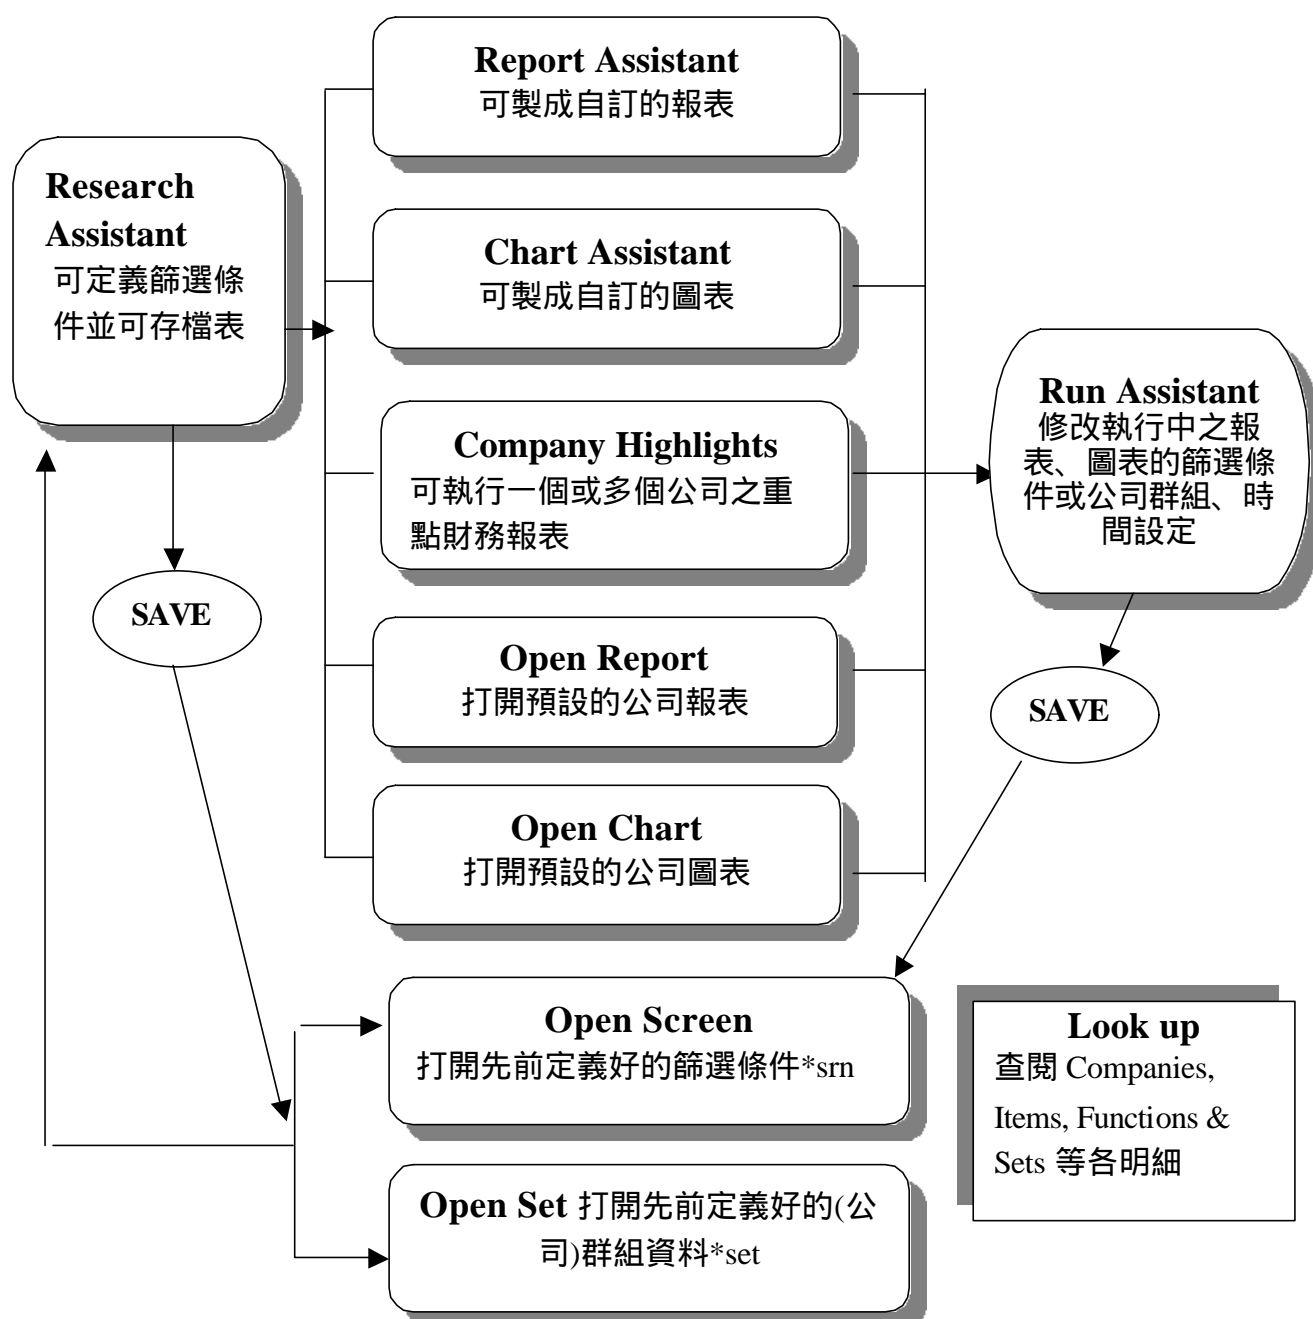 Report Assistant
可製成自訂的報表
Research
Assistant
可定義篩選條
件並可存檔表
Chart Assistant
可製成自訂的圖表
Company Highlights
可執行一個或多個公司之重
點財務報表
Run Assistant
修改執行中之報
表、圖表的篩選條
件或公司群組、時
間設定
SAVE
Open Report
打開預設的公司報表
SAVE
Open Chart
打開預設的公司圖表
Open Screen
打開先前定義好的篩選條件*srn
Look up
查閱 Companies,
Items, Functions &
Sets 等各明細
Open Set 打開先前定義好的(公
司)群組資料*set